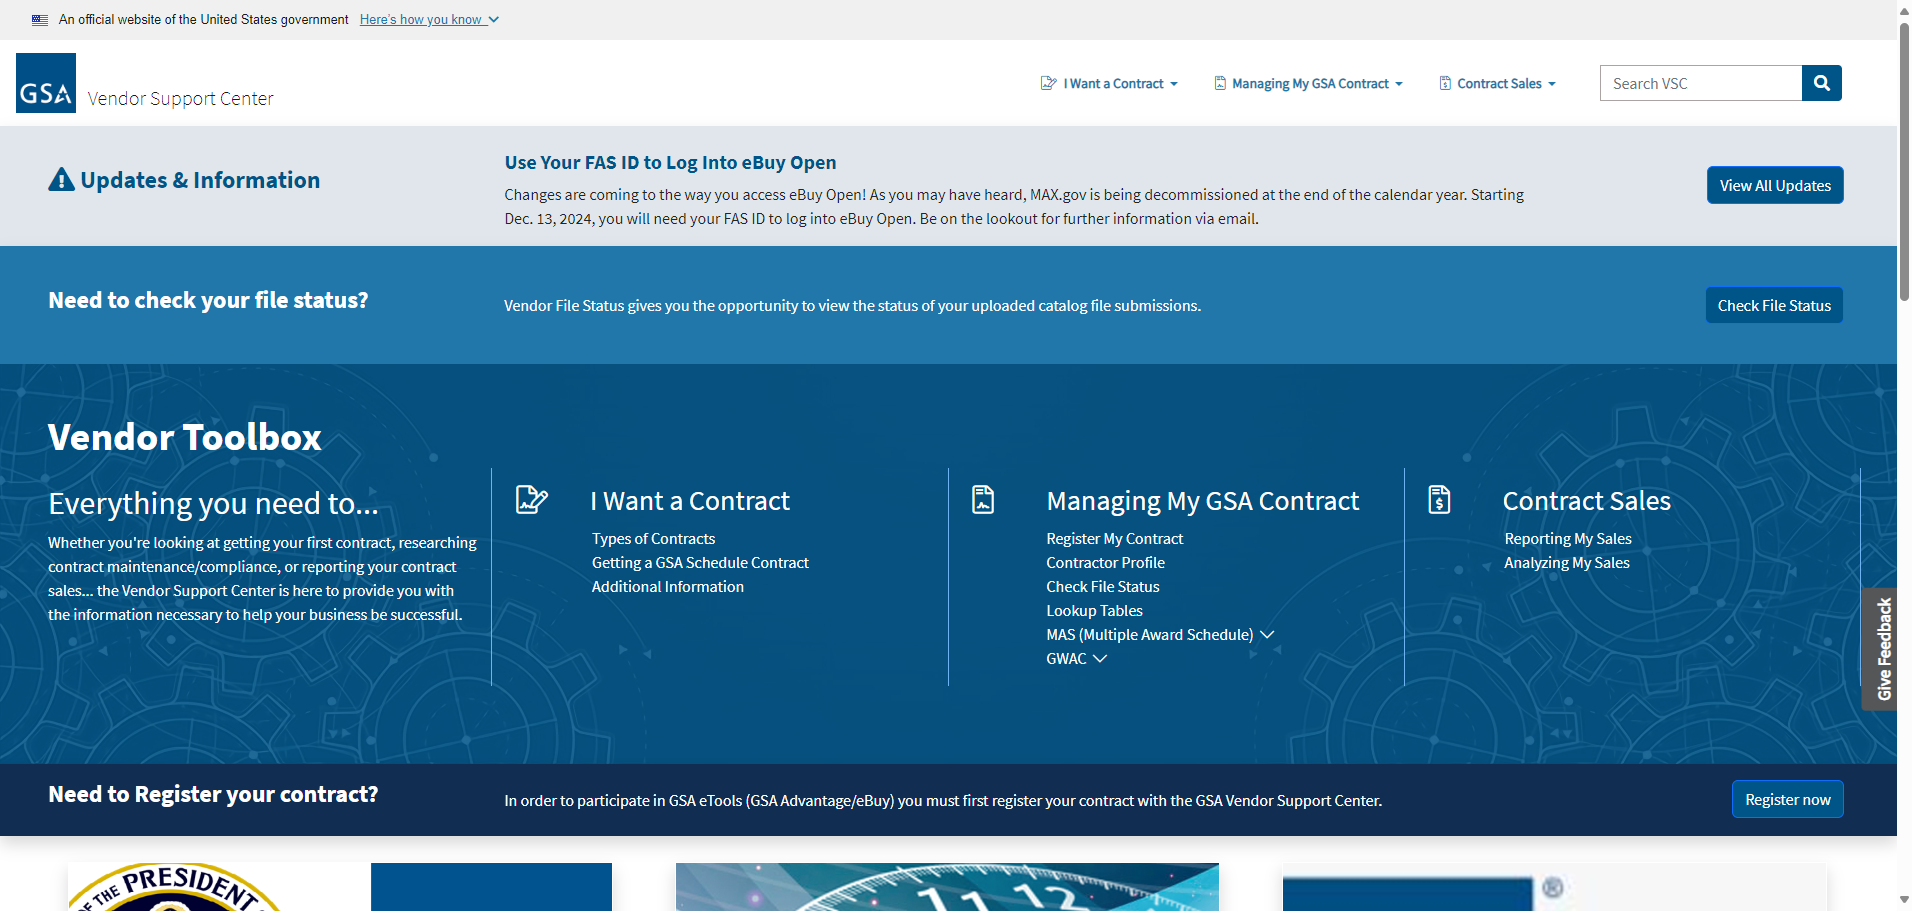 An official website of the United States government Here's how you know
GSA Vendor Support Center
I Want a Contract
Managing My GSA Contract
Contract Sales
Search VSC
Updates & Information
Use Your FAS ID to Log Into eBuy Open
Changes are coming to the way you access eBuy Open! As you may have heard, MAX.gov is being decommissioned at the end of the calendar year. Starting
Dec. 13, 2024, you will need your FAS ID to log into eBuy Open. Be on the lookout for further information via email.
View All Updates
Need to check your file status?
Vendor File Status gives you the opportunity to view the status of your uploaded catalog file submissions.
Check File Status
Vendor Toolbox
Everything you need to...
Whether you're looking at getting your first contract, researching
contract maintenance/compliance, or reporting your contract
sales... the Vendor Support Center is here to provide you with
the information necessary to help your business be successful.
I Want a Contract
Types of Contracts
Getting a GSA Schedule Contract
Additional Information
Managing My GSA Contract
Register My Contract
Contractor Profile
Check File Status
Lookup Tables
MAS (Multiple Award Schedule)
GWAC
Contract Sales
Reporting My Sales
Analyzing My Sales
Give Feedback
Need to Register your contract?
In order to participate in GSA eTools (GSA Advantage/eBuy) you must first register your contract with the GSA Vendor Support Center.
Register now
OF THE PRESIDENT
11 12
®